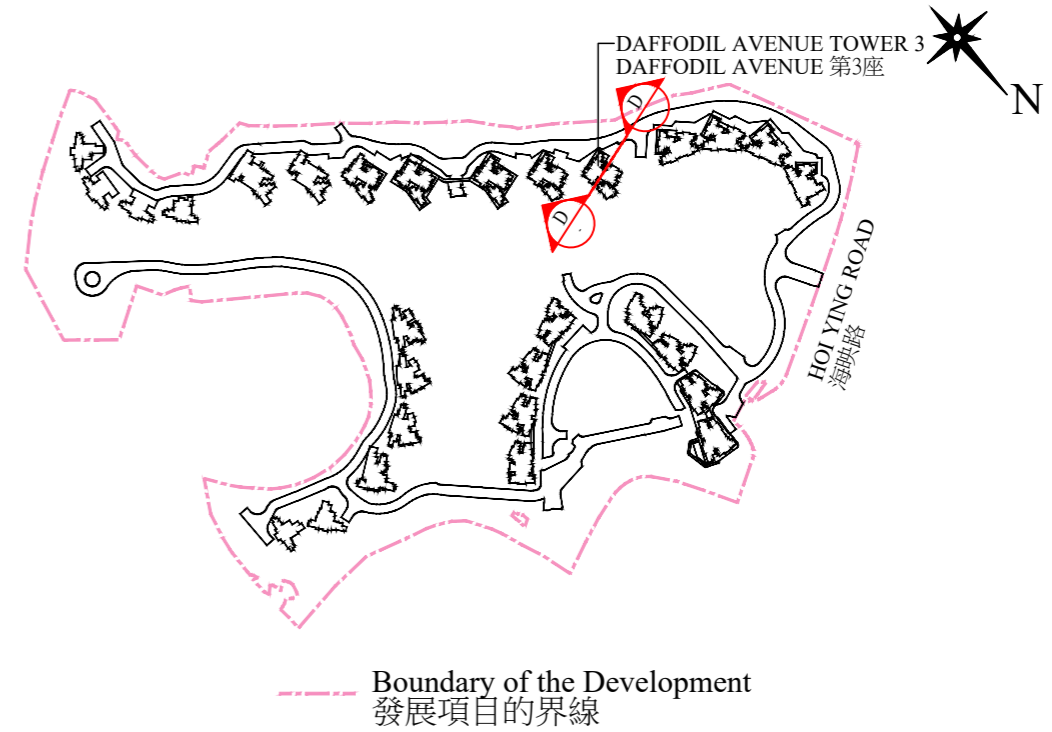 DAFFODIL AVENUE TOWER 3
DAFFODIL AVENUE 第3座
N
D
D
HOI YING ROAD
海映路
Boundary of the Development
發展項目的界線